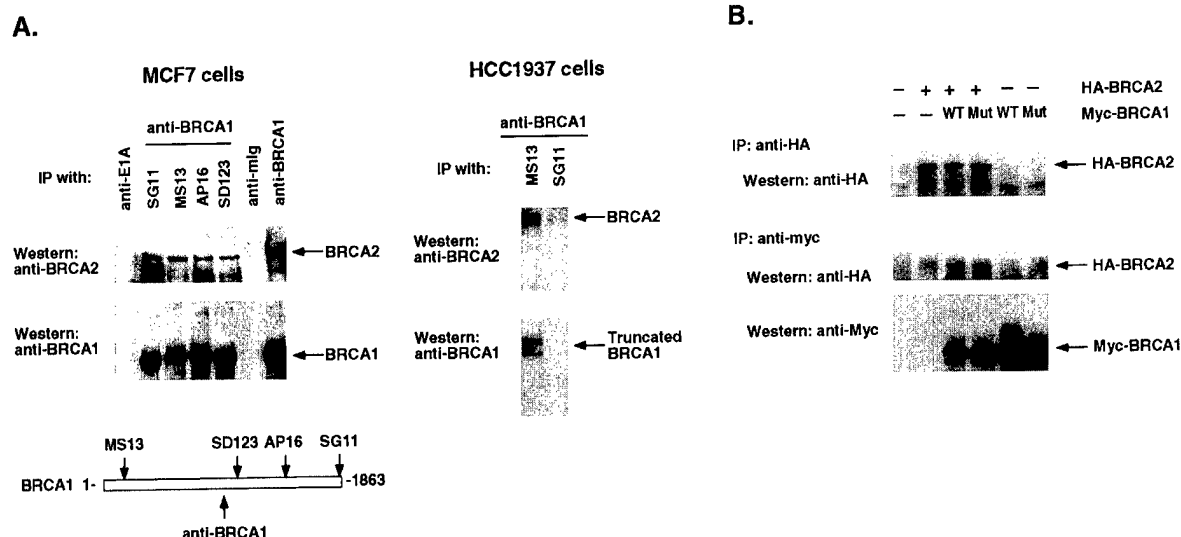 A.
MCF7 cells
anti-BRCA1
IP with:
anti-E1A
SG11
MS13
AP16
SD123
anti-mIg
anti-BRCA1
Western:
anti-BRCA2
BRCA2
Western:
anti-BRCA1
BRCA1
MS13
SD123
AP16
SG11
BRCA1 1-
-1863
anti-BRCA1
HCC1937 cells
anti-BRCA1
IP with:
MS13
SG11
Western:
anti-BRCA2
BRCA2
Western:
anti-BRCA1
Truncated
BRCA1
B.
– + + + – – HA-BRCA2
– – WT Mut WT Mut Myc-BRCA1
IP: anti-HA
Western: anti-HA
HA-BRCA2
IP: anti-myc
Western: anti-HA
HA-BRCA2
Western: anti-Myc
Myc-BRCA1